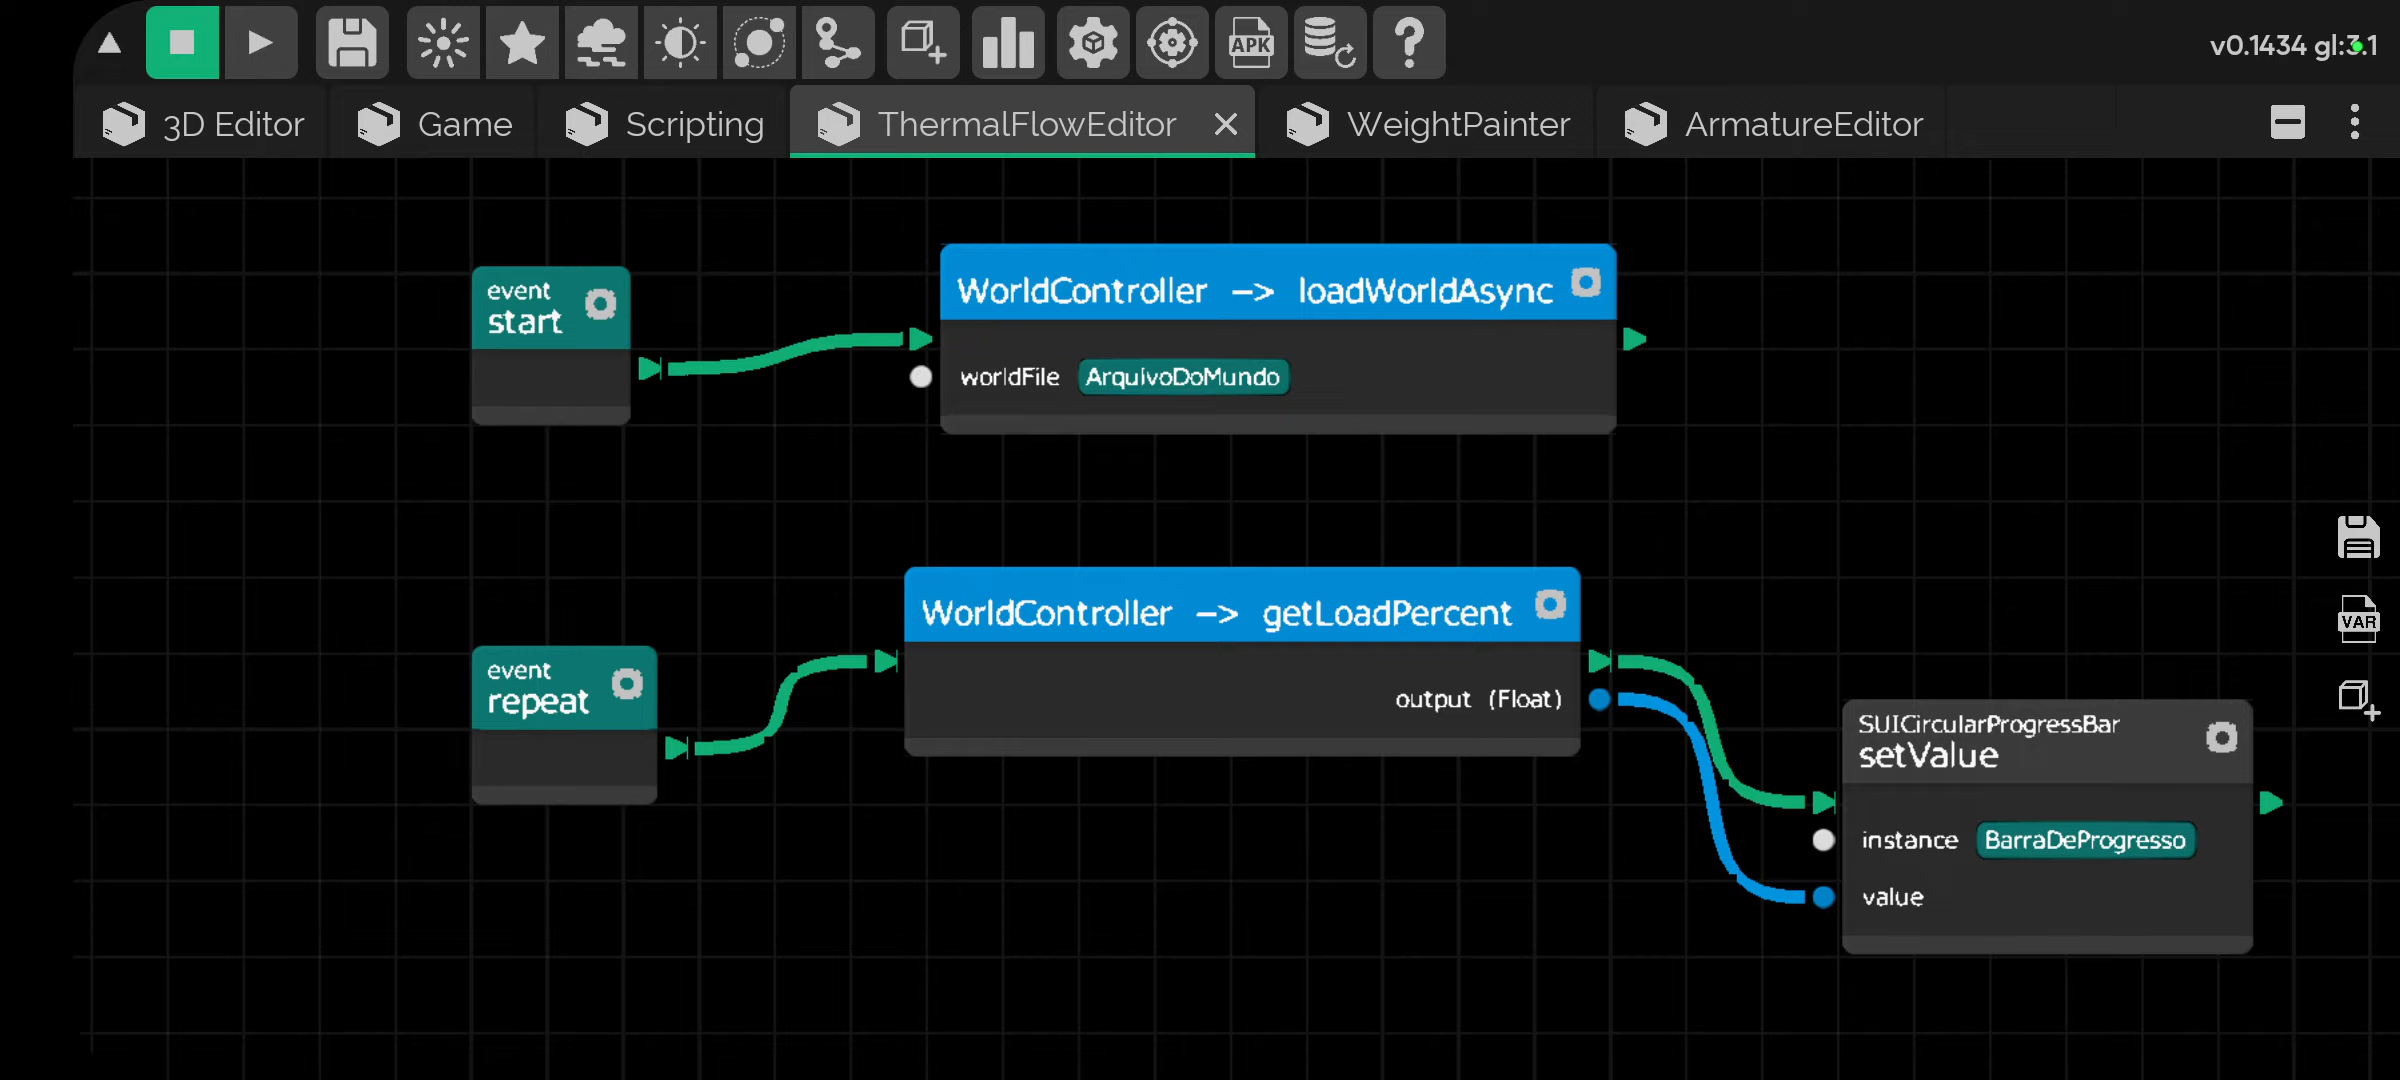 APK
v0.1434 gl:3.1
3D Editor
Game
Scripting
ThermalFlowEditor
WeightPainter
ArmatureEditor
event
start
WorldController -> loadWorldAsync
worldFile ArquivoDoMundo
VAR
event
repeat
WorldController -> getLoadPercent
output (Float)
SUICircularProgressBar
setValue
instance BarraDeProgresso
value